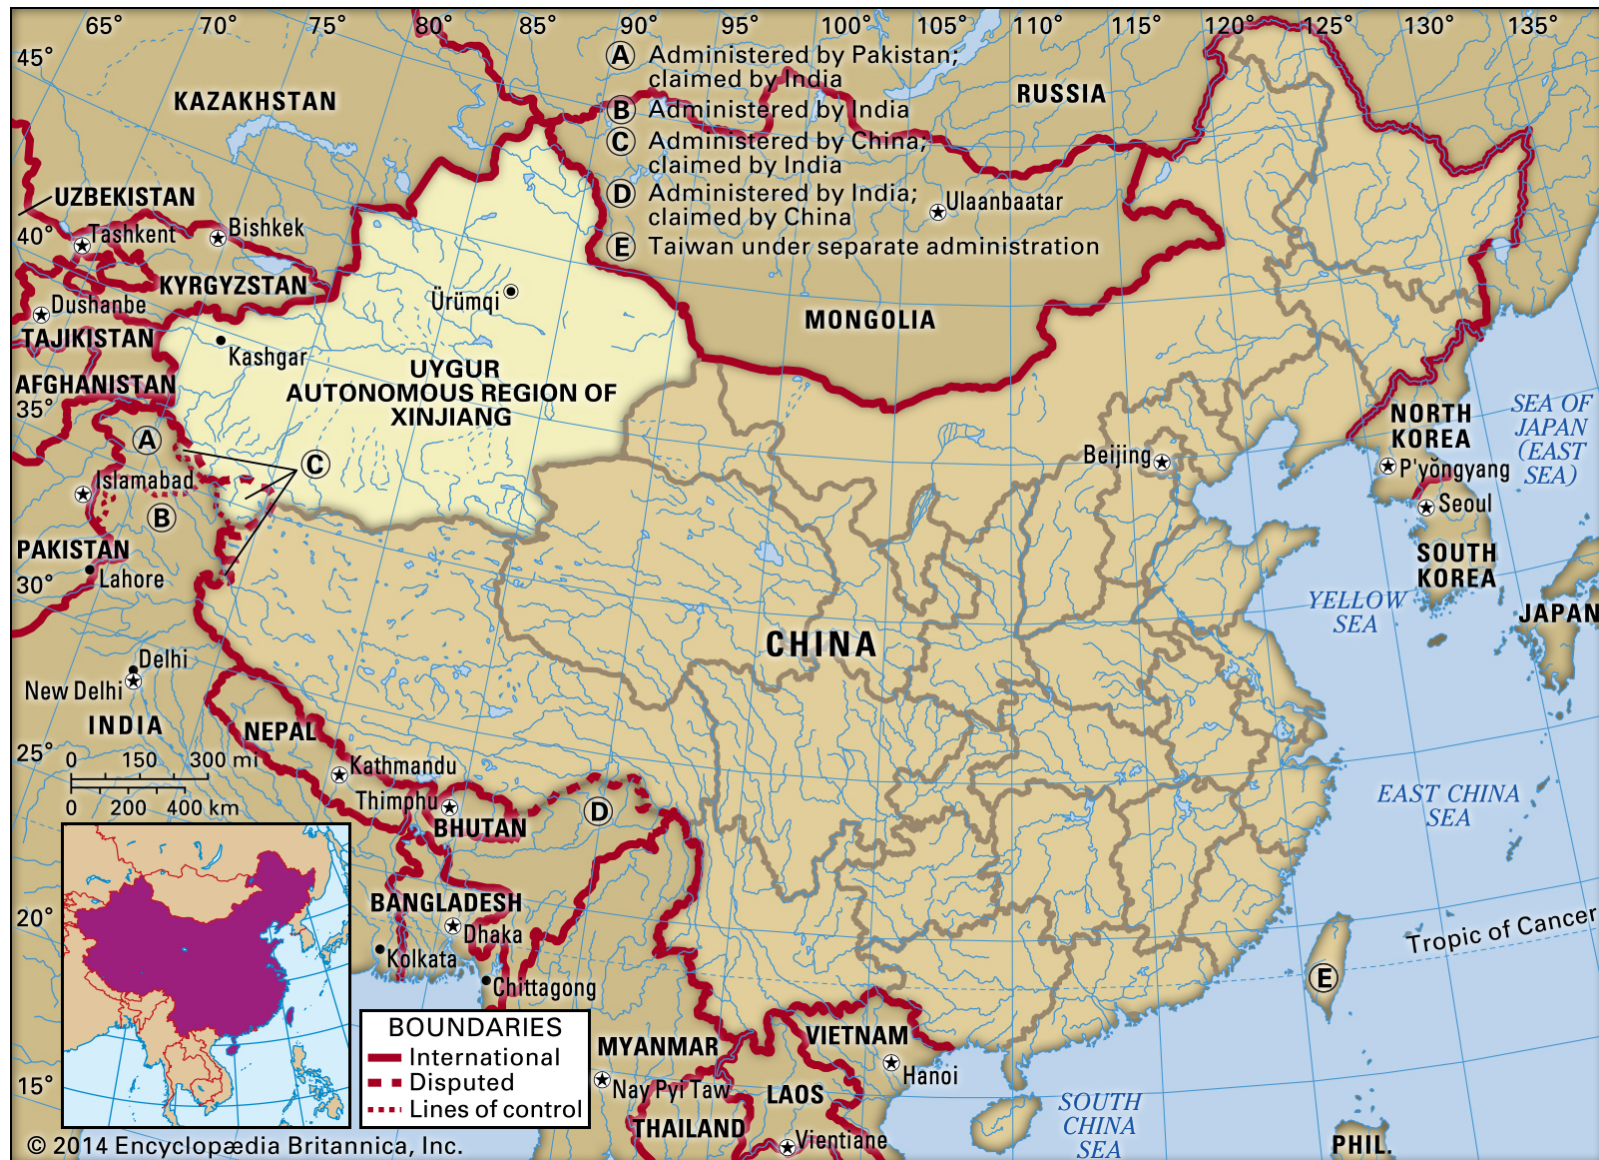 65°
70°
75°
80°
85°
90°
95°
100°
105°
110°
115°
120°
125°
130°
135°
45°
40°
35°
30°
25°
20°
15°
A Administered by Pakistan;
claimed by India
B Administered by India
C Administered by China;
claimed by India
D Administered by India;
claimed by China
E Taiwan under separate administration
KAZAKHSTAN
RUSSIA
UZBEKISTAN
Tashkent
Bishkek
Ulaanbaatar
KYRGYZSTAN
Dushanbe
Ürümqi
TAJIKISTAN
MONGOLIA
Kashgar
AFGHANISTAN
UYGUR
AUTONOMOUS REGION OF
XINJIANG
NORTH
KOREA
SEA OF
JAPAN
(EAST
SEA)
A
C
Beijing
P'yŏngyang
Islamabad
Seoul
B
PAKISTAN
Lahore
SOUTH
KOREA
YELLOW
SEA
JAPAN
CHINA
Delhi
New Delhi
INDIA
NEPAL
0 150 300 mi
0 200 400 km
Kathmandu
Thimphu
BHUTAN
D
EAST CHINA
SEA
BANGLADESH
Dhaka
Kolkata
Chittagong
Tropic of Cancer
E
BOUNDARIES
International
Disputed
Lines of control
MYANMAR
Nay Pyi Taw
VIETNAM
Hanoi
LAOS
THAILAND
Vientiane
SOUTH
CHINA
SEA
PHIL.
© 2014 Encyclopædia Britannica, Inc.